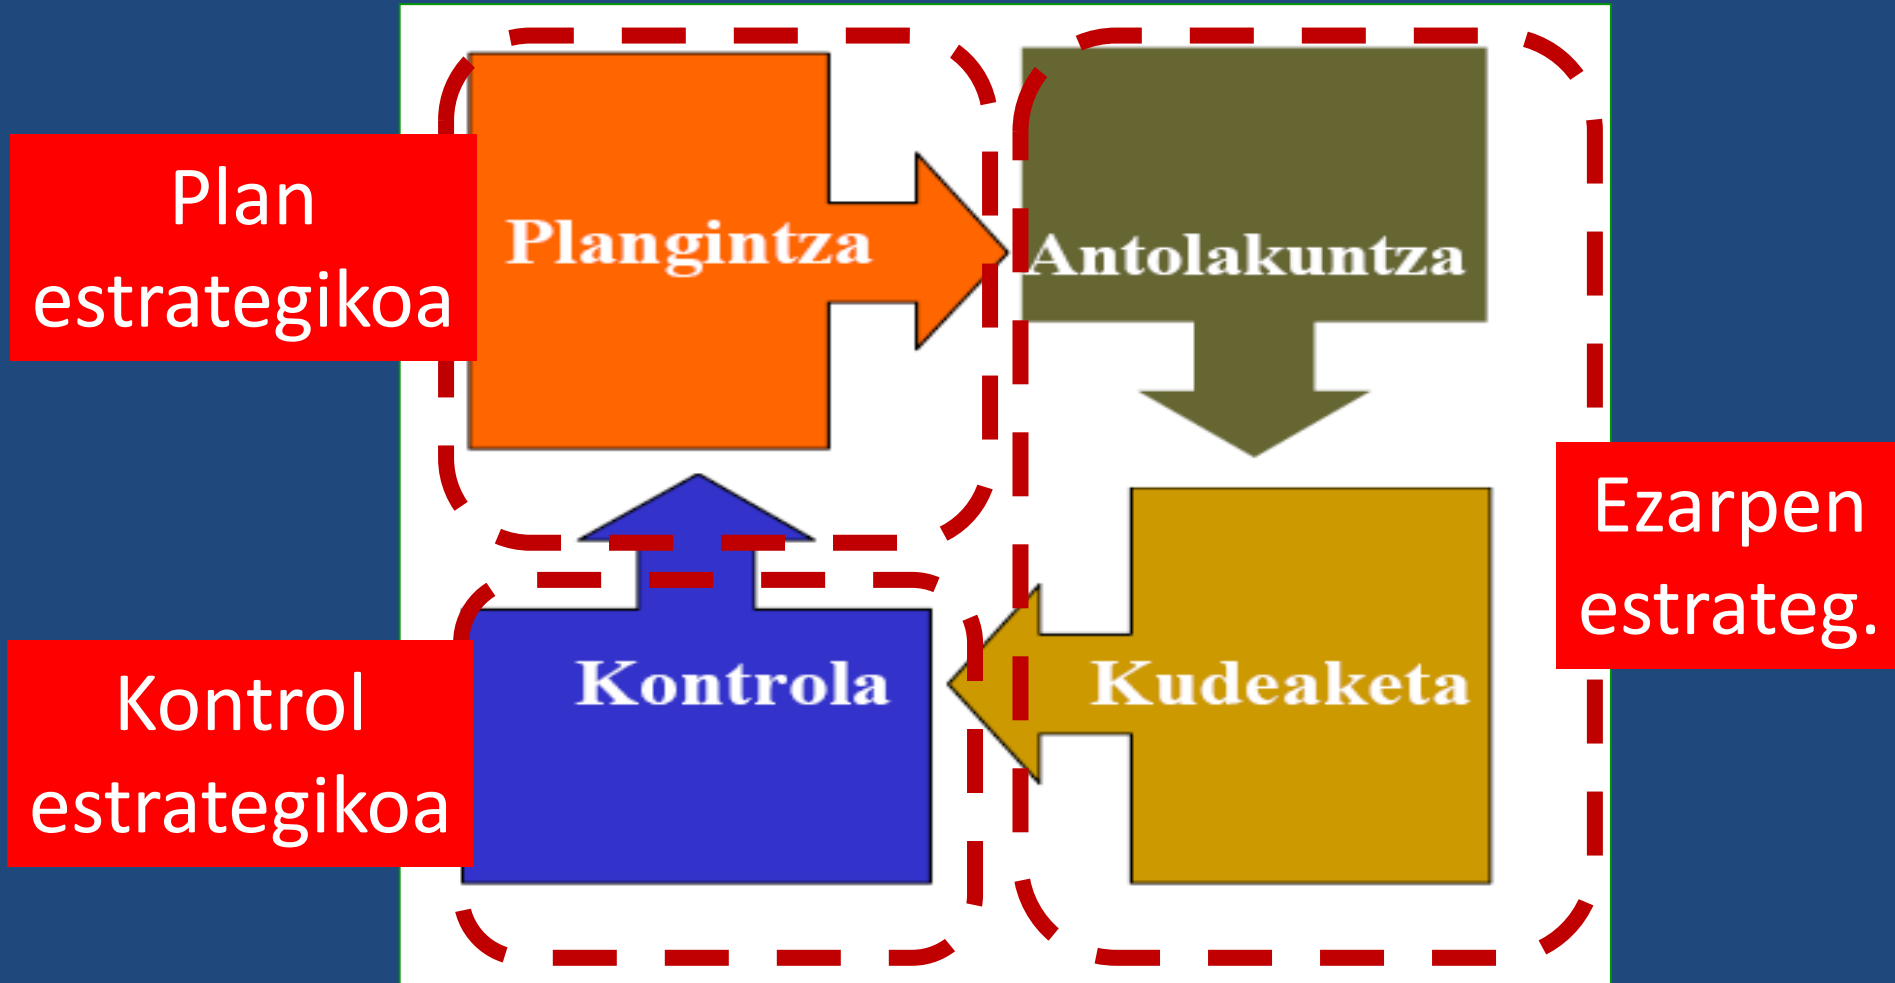 Plan
estrategikoa
Plangintza
Antolakuntza
Ezarpen
estrateg.
Kontrol
estrategikoa
Kontrola
Kudeaketa